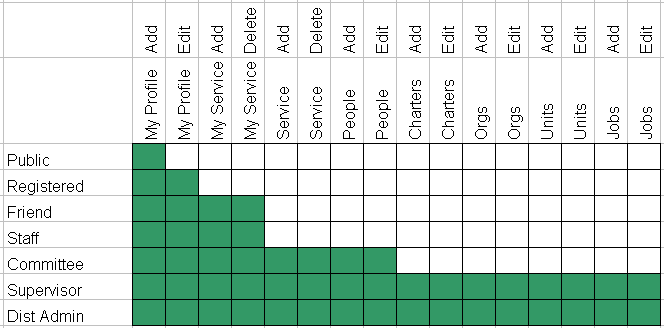 Add Edit Add Delete Add Delete Add Edit Add Edit Add Edit Add Edit Add Edit
My Profile My Profile My Service My Service Service Service People People Charters Charters Orgs Orgs Units Units Jobs Jobs
Public
Registered
Friend
Staff
Committee
Supervisor
Dist Admin